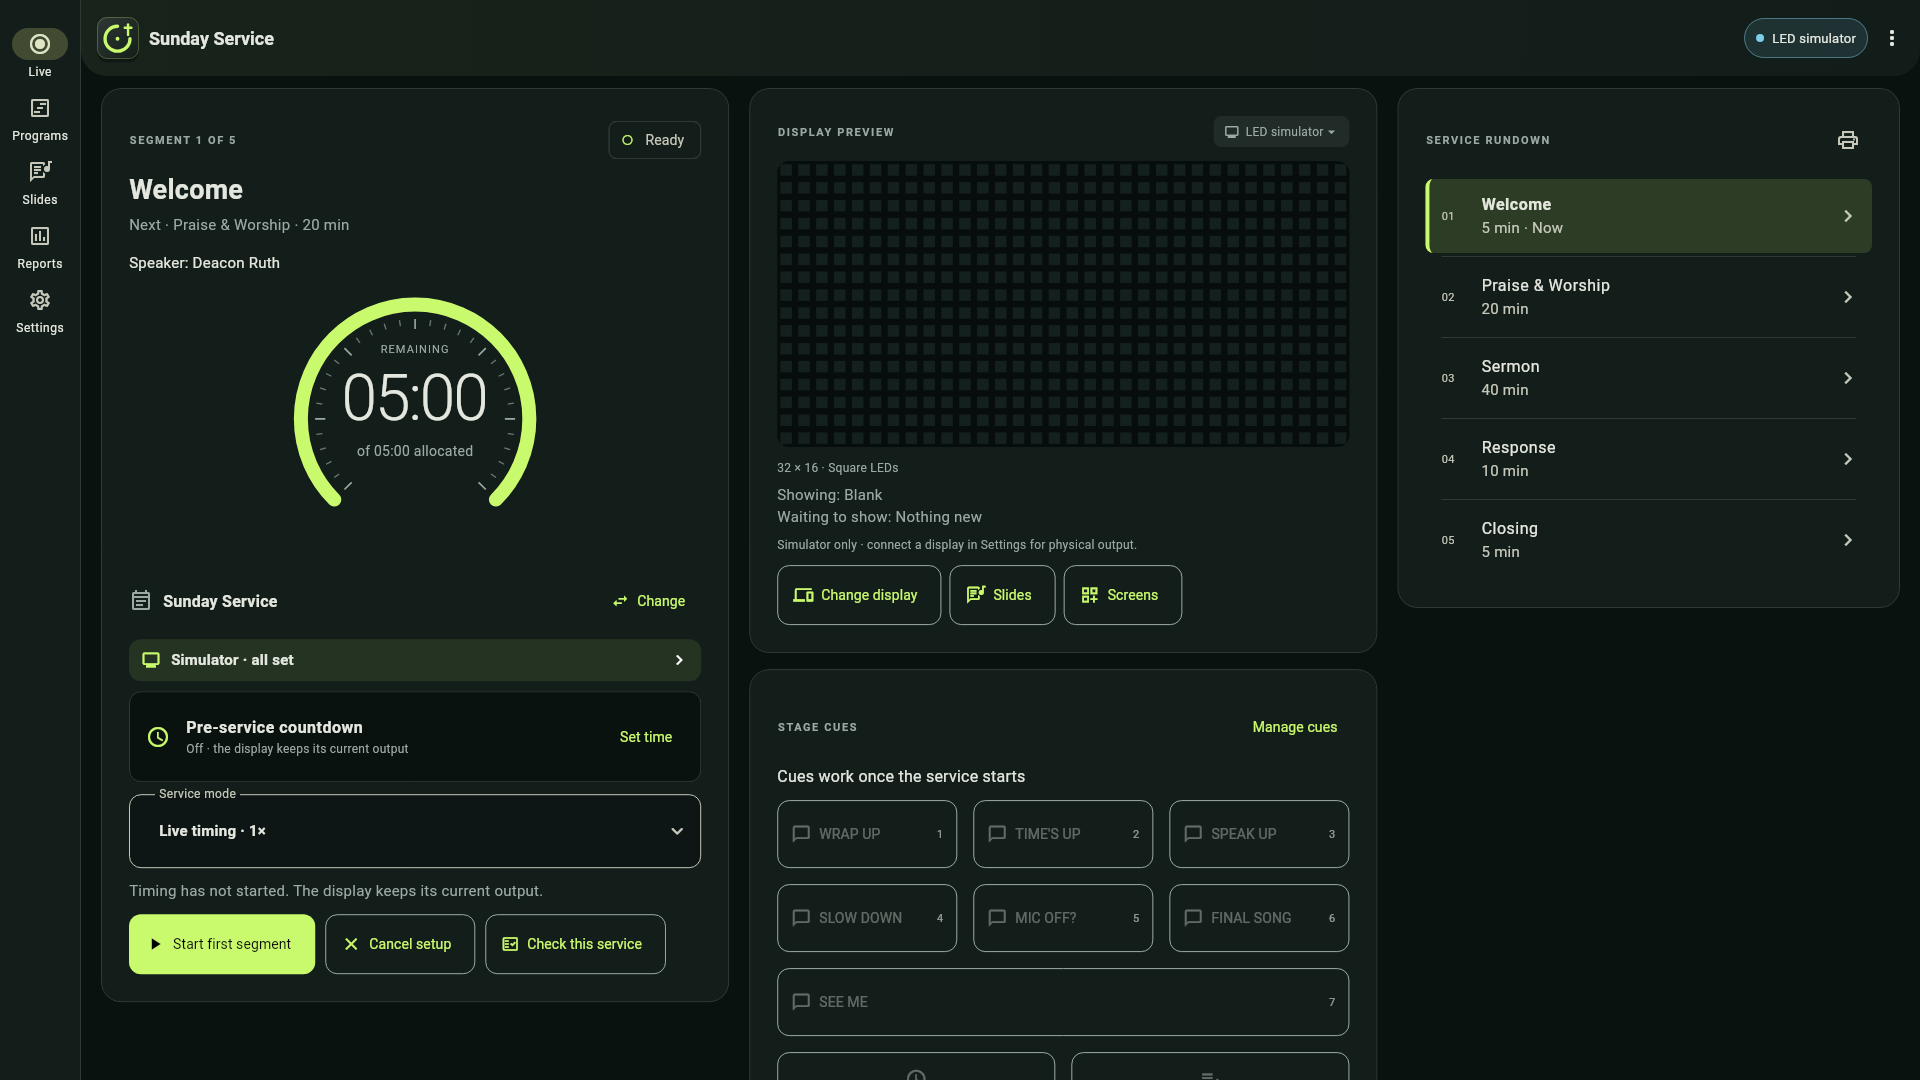 Live
Programs
Slides
Reports
Settings
Sunday Service
LED simulator
SEGMENT 1 OF 5
Ready
Welcome
Next · Praise & Worship · 20 min
Speaker: Deacon Ruth
REMAINING
05:00
of 05:00 allocated
Sunday Service
Change
Simulator · all set
Pre-service countdown
Off · the display keeps its current output
Set time
Service mode
Live timing · 1×
Timing has not started. The display keeps its current output.
Start first segment
Cancel setup
Check this service
DISPLAY PREVIEW
LED simulator
32 × 16 · Square LEDs
Showing: Blank
Waiting to show: Nothing new
Simulator only · connect a display in Settings for physical output.
Change display
Slides
Screens
STAGE CUES
Manage cues
Cues work once the service starts
WRAP UP 1
TIME'S UP 2
SPEAK UP 3
SLOW DOWN 4
MIC OFF? 5
FINAL SONG 6
SEE ME 7
SERVICE RUNDOWN
01
Welcome
5 min · Now
02
Praise & Worship
20 min
03
Sermon
40 min
04
Response
10 min
05
Closing
5 min